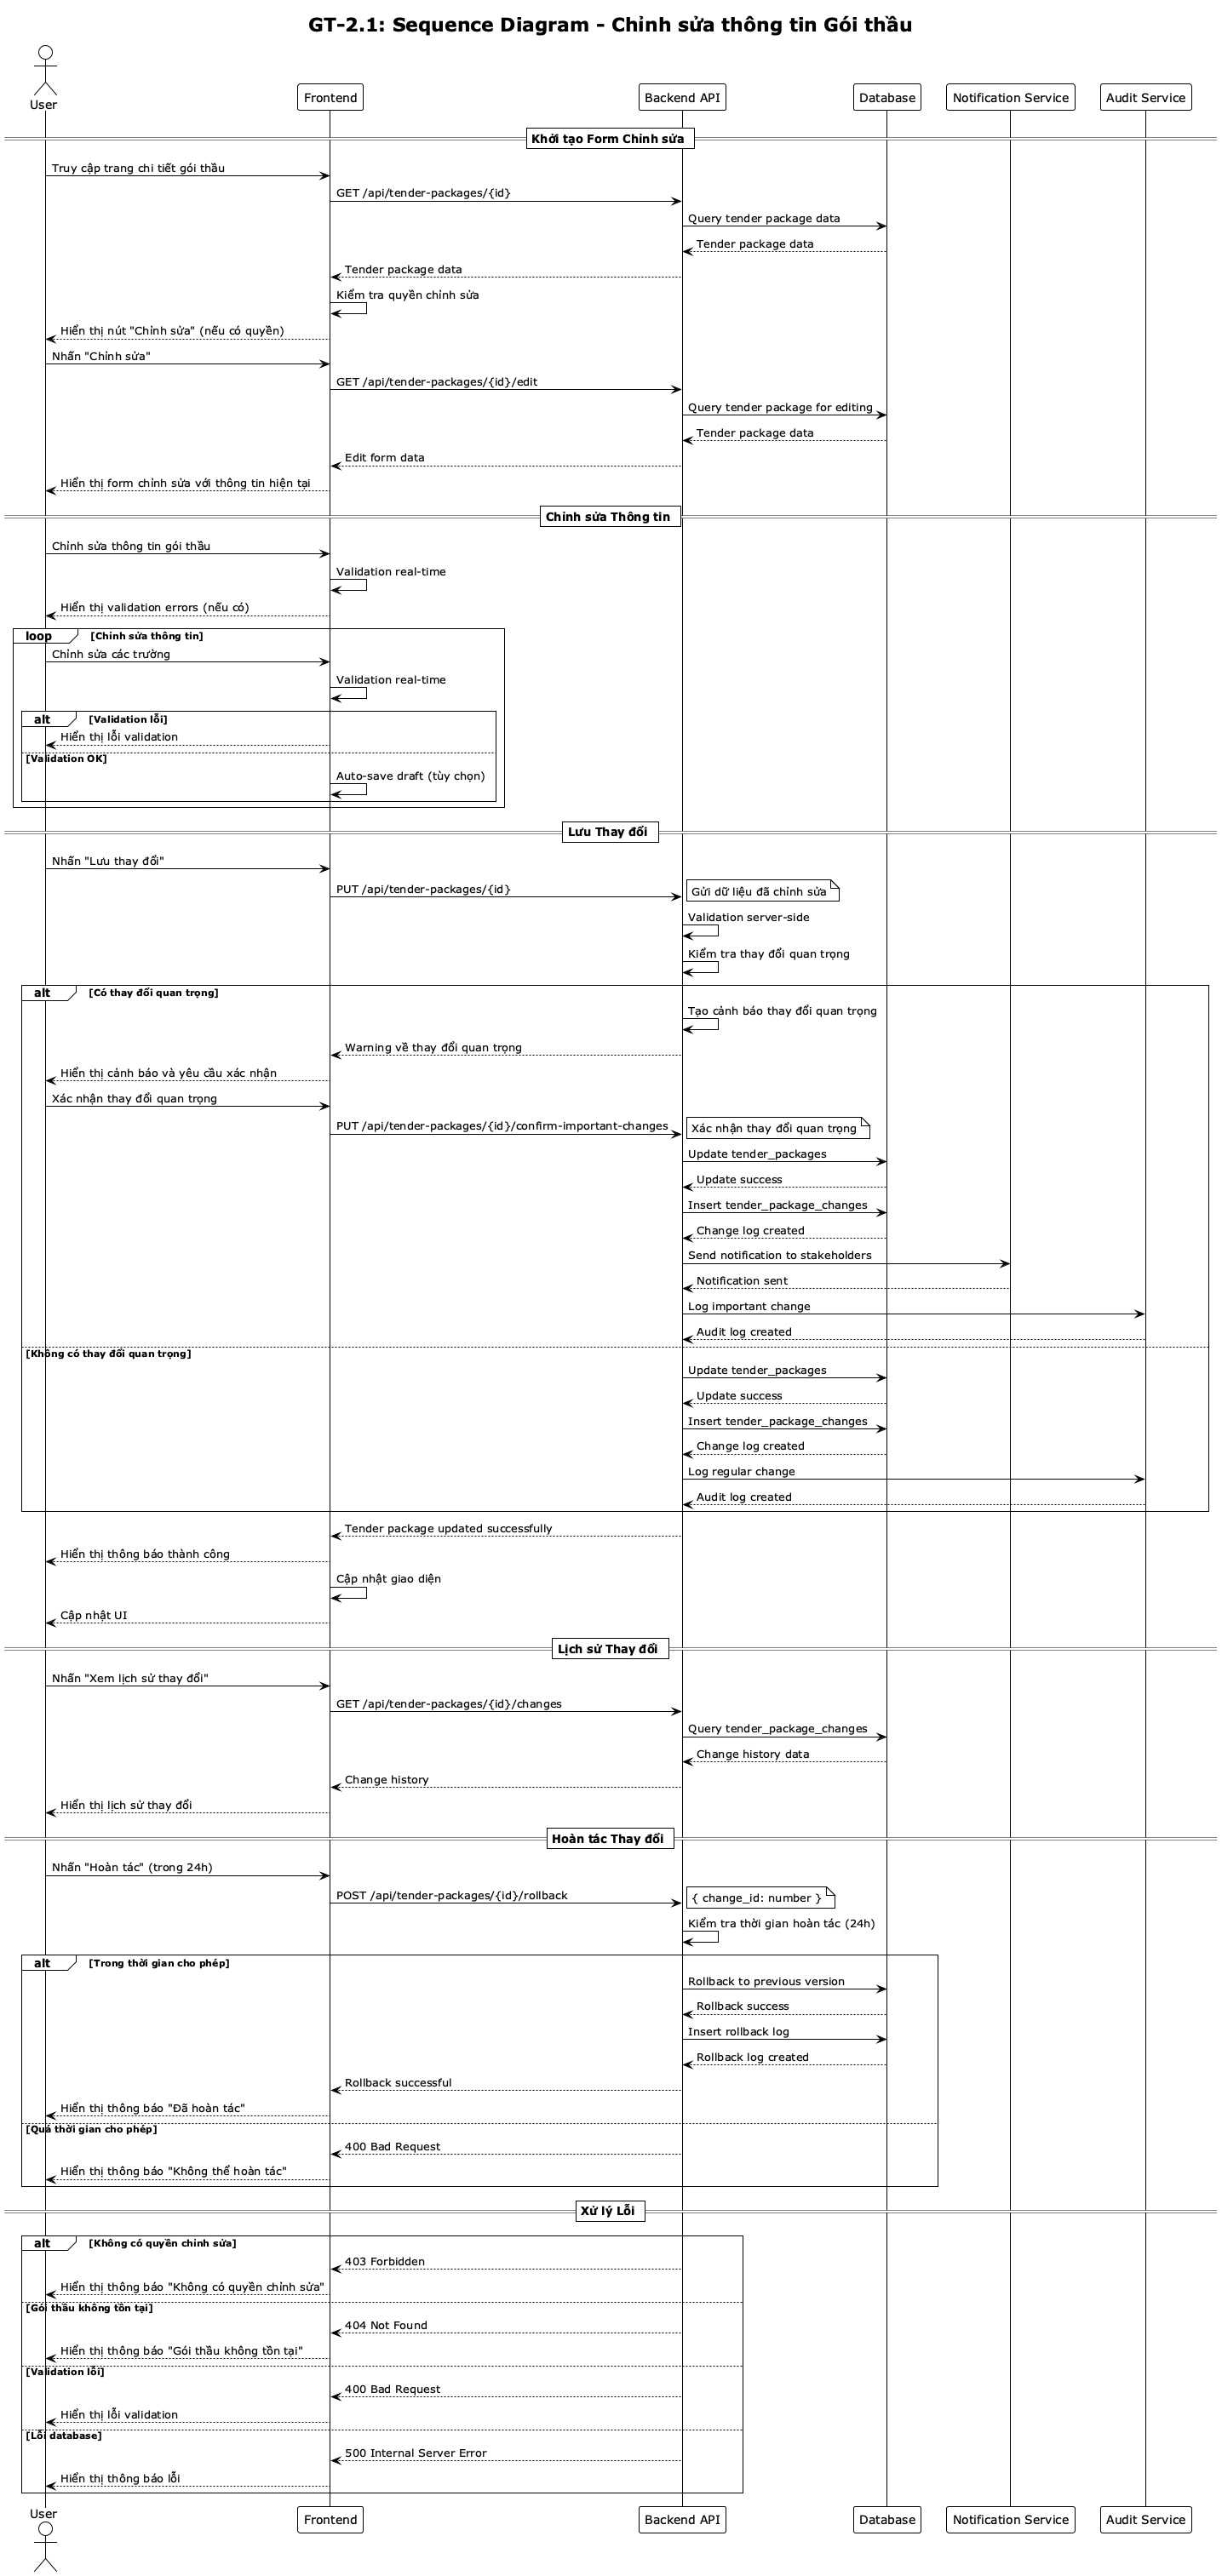 GT-2.1: Sequence Diagram - Chỉnh sửa thông tin Gói thầu
User
Frontend
Backend API
Database
Notification Service
Audit Service
Khởi tạo Form Chỉnh sửa
Truy cập trang chi tiết gói thầu
GET /api/tender-packages/{id}
Query tender package data
Tender package data
Tender package data
Kiểm tra quyền chỉnh sửa
Hiển thị nút "Chỉnh sửa" (nếu có quyền)
Nhấn "Chỉnh sửa"
GET /api/tender-packages/{id}/edit
Query tender package for editing
Tender package data
Edit form data
Hiển thị form chỉnh sửa với thông tin hiện tại
Chỉnh sửa Thông tin
Chỉnh sửa thông tin gói thầu
Validation real-time
Hiển thị validation errors (nếu có)
loop [Chỉnh sửa thông tin]
Chỉnh sửa các trường
Validation real-time
alt [Validation lỗi]
Hiển thị lỗi validation
[Validation OK]
Auto-save draft (tùy chọn)
Lưu Thay đổi
Nhấn "Lưu thay đổi"
PUT /api/tender-packages/{id}
Gửi dữ liệu đã chỉnh sửa
Validation server-side
Kiểm tra thay đổi quan trọng
alt [Có thay đổi quan trọng]
Tạo cảnh báo thay đổi quan trọng
Warning về thay đổi quan trọng
Hiển thị cảnh báo và yêu cầu xác nhận
Xác nhận thay đổi quan trọng
PUT /api/tender-packages/{id}/confirm-important-changes
Xác nhận thay đổi quan trọng
Update tender_packages
Update success
Insert tender_package_changes
Change log created
Send notification to stakeholders
Notification sent
Log important change
Audit log created
[Không có thay đổi quan trọng]
Update tender_packages
Update success
Insert tender_package_changes
Change log created
Log regular change
Audit log created
Tender package updated successfully
Hiển thị thông báo thành công
Cập nhật giao diện
Cập nhật UI
Lịch sử Thay đổi
Nhấn "Xem lịch sử thay đổi"
GET /api/tender-packages/{id}/changes
Query tender_package_changes
Change history data
Change history
Hiển thị lịch sử thay đổi
Hoàn tác Thay đổi
Nhấn "Hoàn tác" (trong 24h)
POST /api/tender-packages/{id}/rollback
{ change_id: number }
Kiểm tra thời gian hoàn tác (24h)
alt [Trong thời gian cho phép]
Rollback to previous version
Rollback success
Insert rollback log
Rollback log created
Rollback successful
Hiển thị thông báo "Đã hoàn tác"
[Quá thời gian cho phép]
400 Bad Request
Hiển thị thông báo "Không thể hoàn tác"
Xử lý Lỗi
alt [Không có quyền chỉnh sửa]
403 Forbidden
Hiển thị thông báo "Không có quyền chỉnh sửa"
[Gói thầu không tồn tại]
404 Not Found
Hiển thị thông báo "Gói thầu không tồn tại"
[Validation lỗi]
400 Bad Request
Hiển thị lỗi validation
[Lỗi database]
500 Internal Server Error
Hiển thị thông báo lỗi
User
Frontend
Backend API
Database
Notification Service
Audit Service